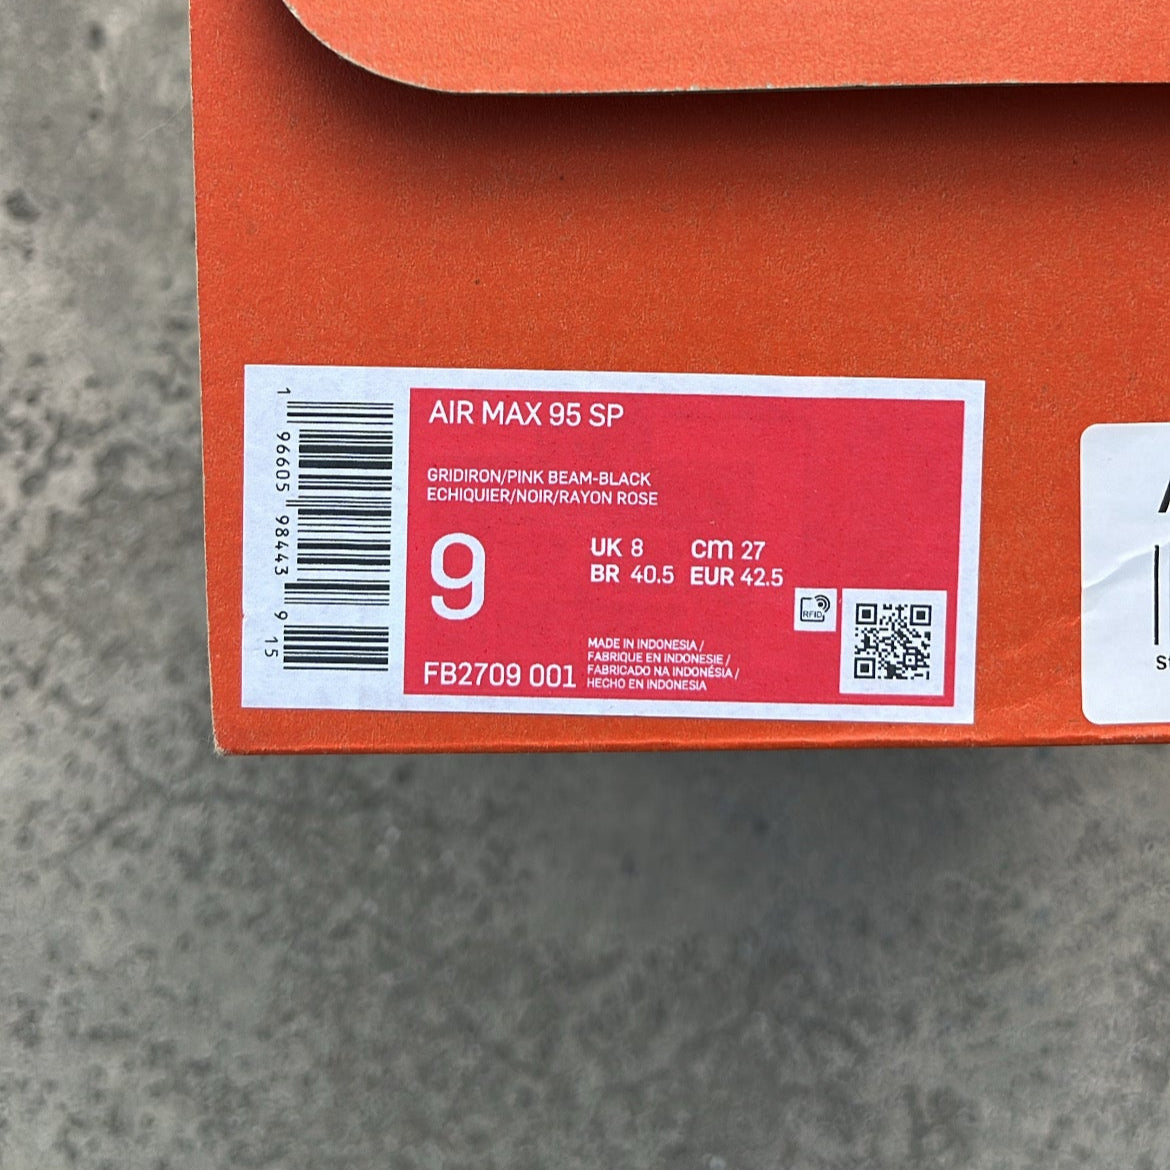 AIR MAX 95 SP
GRIDIRON/PINK BEAM-BLACK
ECHIQUIER/NOIR/RAYON ROSE
9
UK 8 cm 27
BR 40.5 EUR 42.5
RFID
MADE IN INDONESIA /
FABRIQUE EN INDONESIE /
FABRICADO NA INDONÉSIA /
HECHO EN INDONESIA
FB2709 001
1 96605 98443 9 15